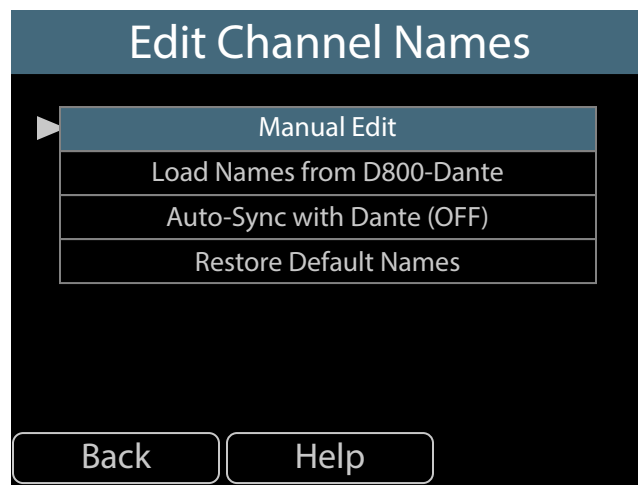 Edit Channel Names
Manual Edit
Load Names from D800-Dante
Auto-Sync with Dante (OFF)
Restore Default Names
Back
Help